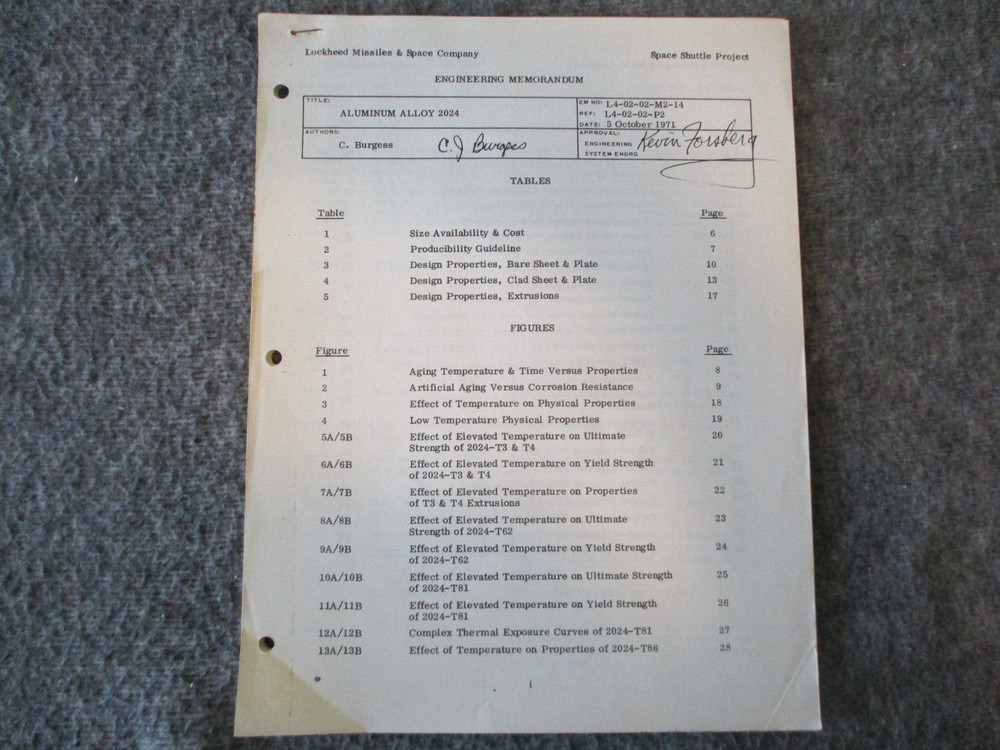 Lockheed Missiles & Space Company Space Shuttle Project
ENGINEERING MEMORANDUM
TITLE: EM NO: L4-02-02-M2-14
ALUMINUM ALLOY 2024 REF: L4-02-02-P2
DATE: 5 October 1971
AUTHORS: APPROVAL:
C. Burgess C.J Burgess ENGINEERING Kevin Forsberg
SYSTEM ENGRG
TABLES
Table Page
1 Size Availability & Cost 6
2 Producibility Guideline 7
3 Design Properties, Bare Sheet & Plate 10
4 Design Properties, Clad Sheet & Plate 13
5 Design Properties, Extrusions 17
FIGURES
Figure Page
1 Aging Temperature & Time Versus Properties 8
2 Artificial Aging Versus Corrosion Resistance 9
3 Effect of Temperature on Physical Properties 18
4 Low Temperature Physical Properties 19
5A/5B Effect of Elevated Temperature on Ultimate 20
Strength of 2024-T3 & T4
6A/6B Effect of Elevated Temperature on Yield Strength 21
of 2024-T3 & T4
7A/7B Effect of Elevated Temperature on Properties 22
of T3 & T4 Extrusions
8A/8B Effect of Elevated Temperature on Ultimate 23
Strength of 2024-T62
9A/9B Effect of Elevated Temperature on Yield Strength 24
of 2024-T62
10A/10B Effect of Elevated Temperature on Ultimate Strength 25
of 2024-T81
11A/11B Effect of Elevated Temperature on Yield Strength 26
of 2024-T81
12A/12B Complex Thermal Exposure Curves of 2024-T81 27
13A/13B Effect of Temperature on Properties of 2024-T86 28
1